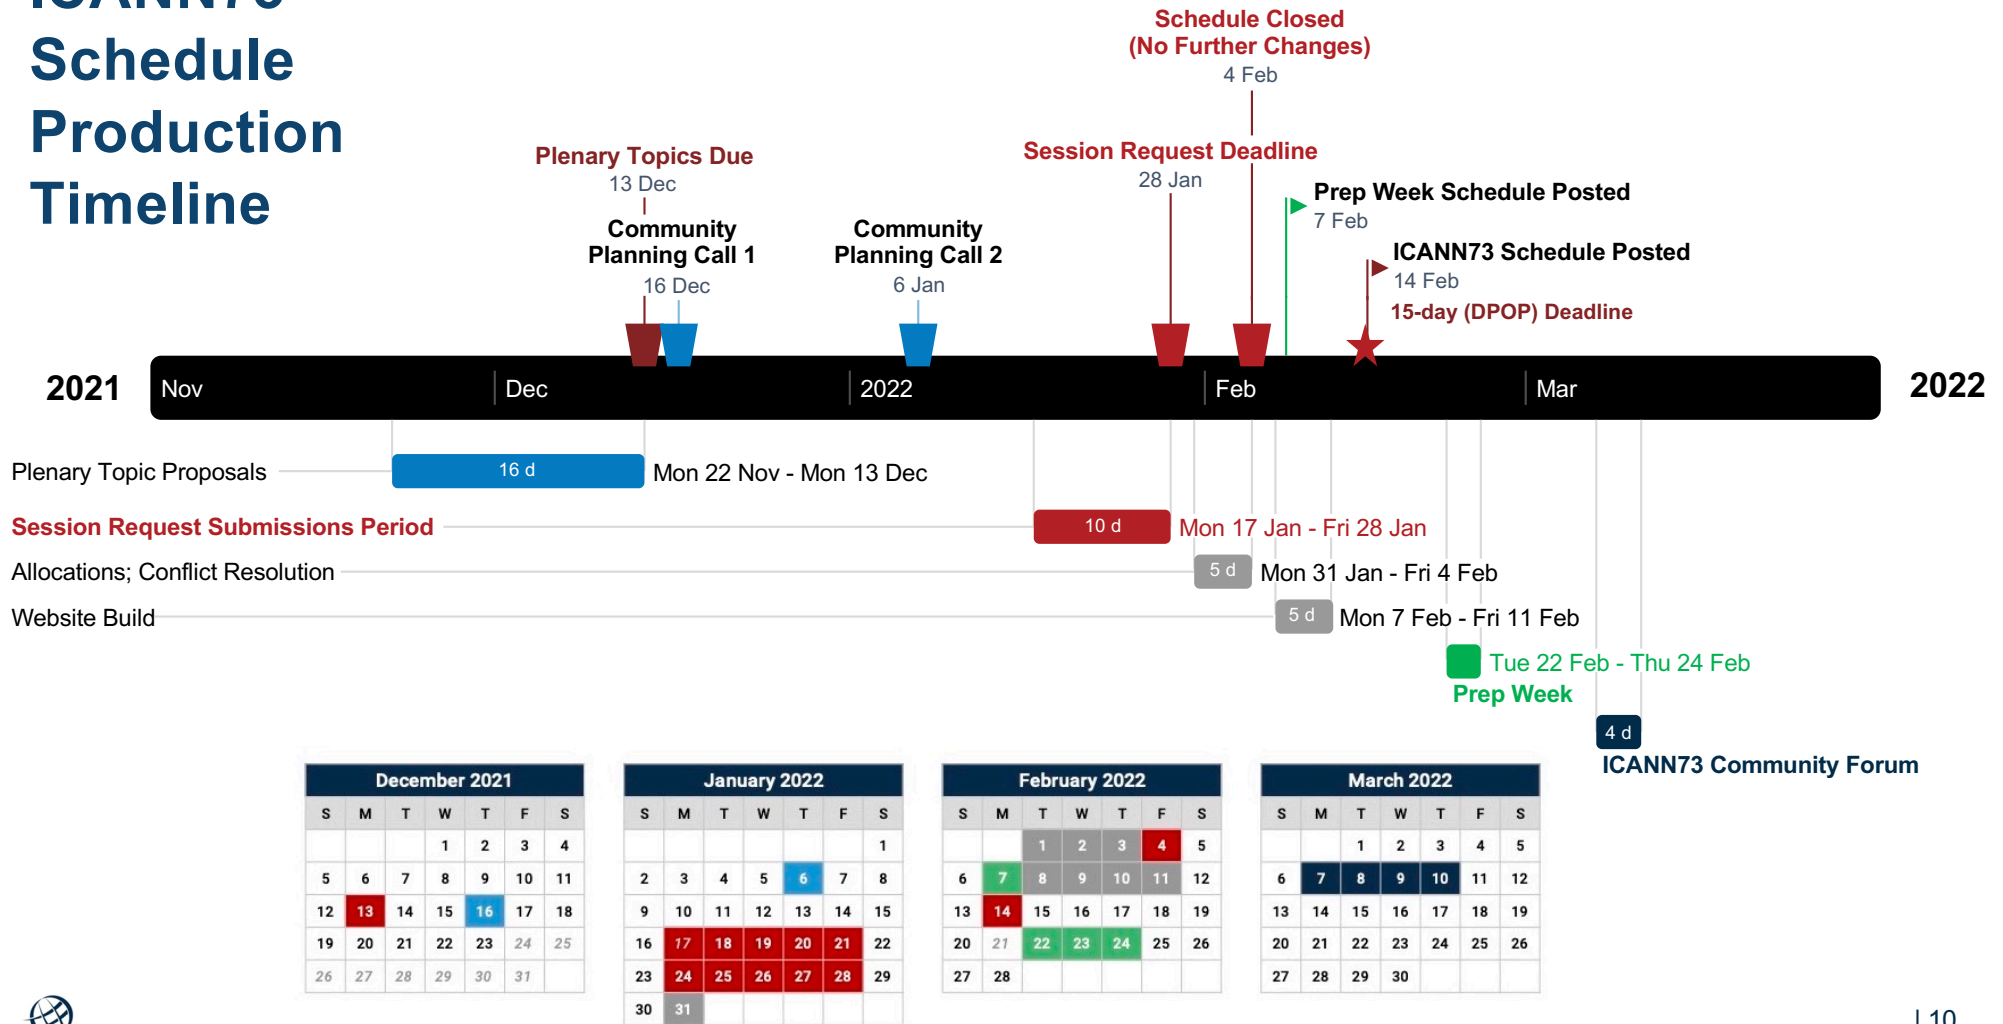 ICANN73
Schedule
Production
Timeline
Schedule Closed
(No Further Changes)
4 Feb
Plenary Topics Due
13 Dec
Session Request Deadline
28 Jan
Community
Planning Call 1
16 Dec
Community
Planning Call 2
6 Jan
Prep Week Schedule Posted
7 Feb
ICANN73 Schedule Posted
14 Feb
15-day (DPOP) Deadline
2021 Nov Dec 2022 Feb Mar 2022
Plenary Topic Proposals 16 d Mon 22 Nov - Mon 13 Dec
Session Request Submissions Period 10 d Mon 17 Jan - Fri 28 Jan
Allocations; Conflict Resolution 5 d Mon 31 Jan - Fri 4 Feb
Website Build 5 d Mon 7 Feb - Fri 11 Feb
Tue 22 Feb - Thu 24 Feb
Prep Week
4 d
ICANN73 Community Forum
December 2021
S M T W T F S
1 2 3 4
5 6 7 8 9 10 11
12 13 14 15 16 17 18
19 20 21 22 23 24 25
26 27 28 29 30 31
January 2022
S M T W T F S
1
2 3 4 5 6 7 8
9 10 11 12 13 14 15
16 17 18 19 20 21 22
23 24 25 26 27 28 29
30 31
February 2022
S M T W T F S
1 2 3 4 5
6 7 8 9 10 11 12
13 14 15 16 17 18 19
20 21 22 23 24 25 26
27 28
March 2022
S M T W T F S
1 2 3 4 5
6 7 8 9 10 11 12
13 14 15 16 17 18 19
20 21 22 23 24 25 26
27 28 29 30
| 10